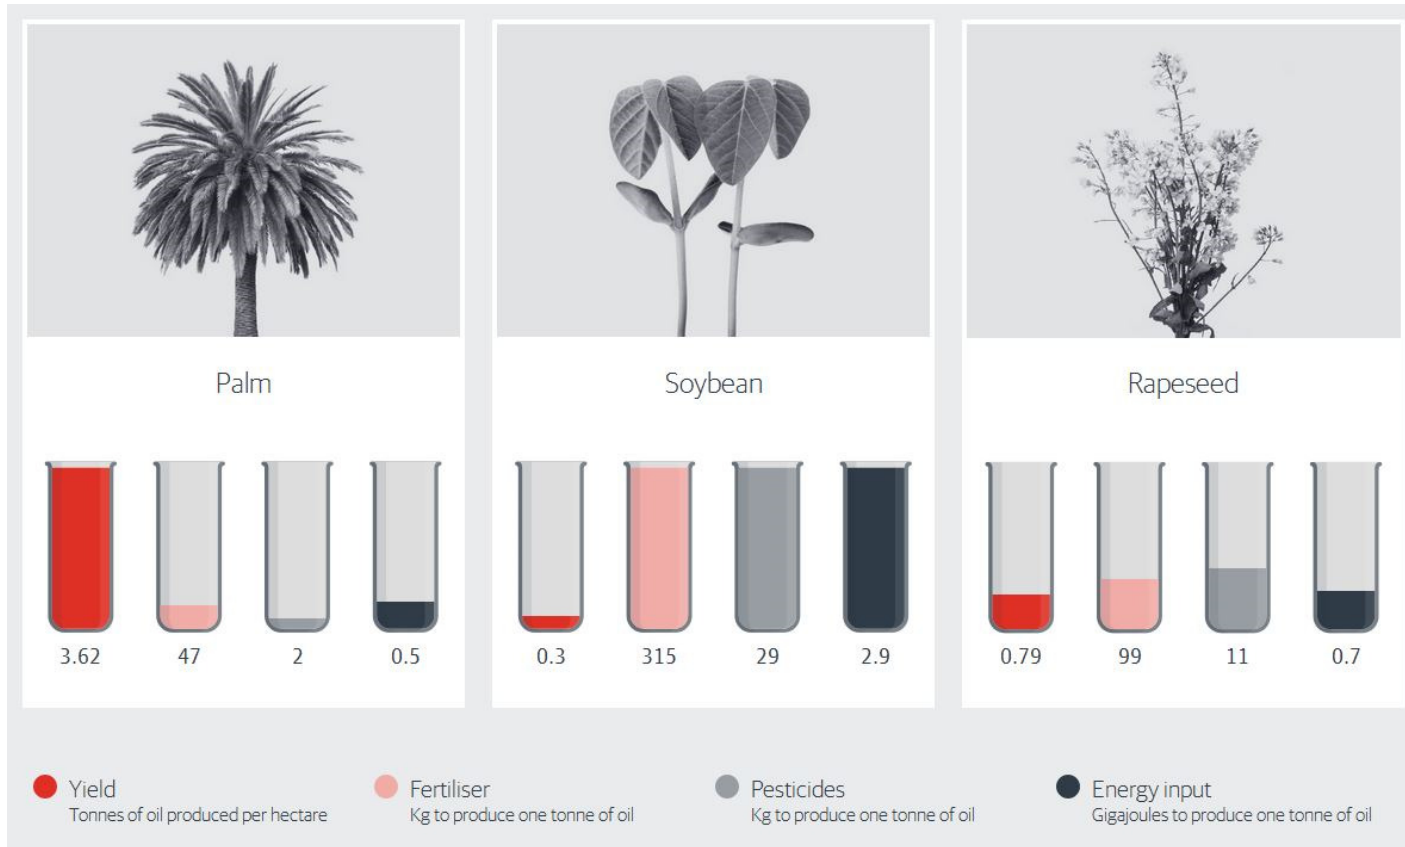 Palm
Soybean
Rapeseed
3.62 47 2 0.5
0.3 315 29 2.9
0.79 99 11 0.7
Yield
Tonnes of oil produced per hectare
Fertiliser
Kg to produce one tonne of oil
Pesticides
Kg to produce one tonne of oil
Energy input
Gigajoules to produce one tonne of oil